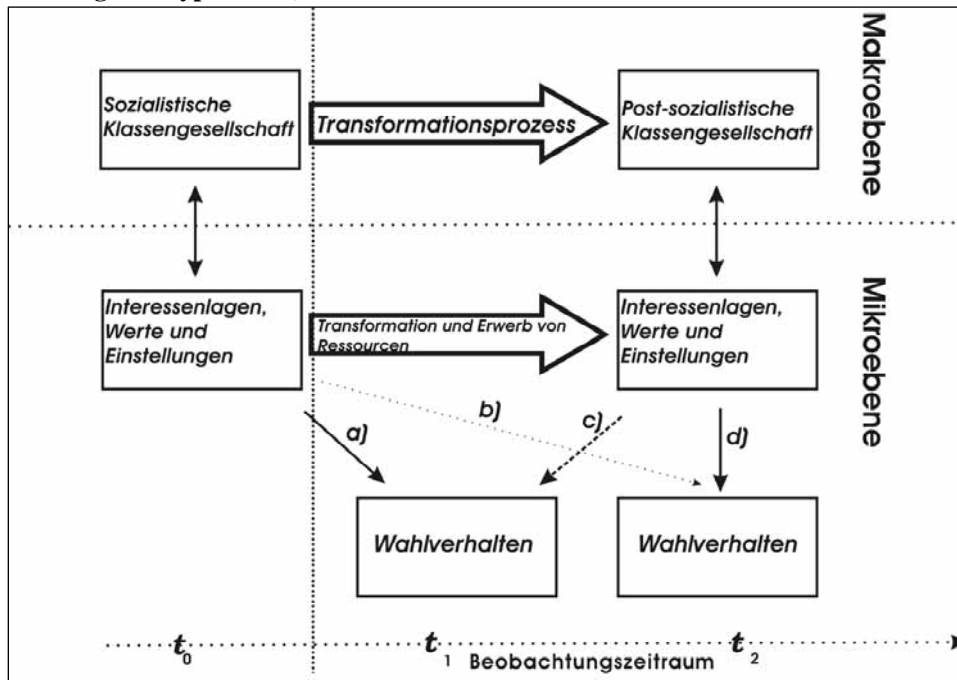 Sozialistische
Klassengesellschaft
Transformationsprozess
Post-sozialistische
Klassengesellschaft
Makroebene
Interessenlagen,
Werte und
Einstellungen
Transformation und Erwerb von
Ressourcen
Interessenlagen,
Werte und
Einstellungen
Mikroebene
a)
b)
c)
d)
Wahlverhalten
Wahlverhalten
t0
t1
Beobachtungszeitraum
t2